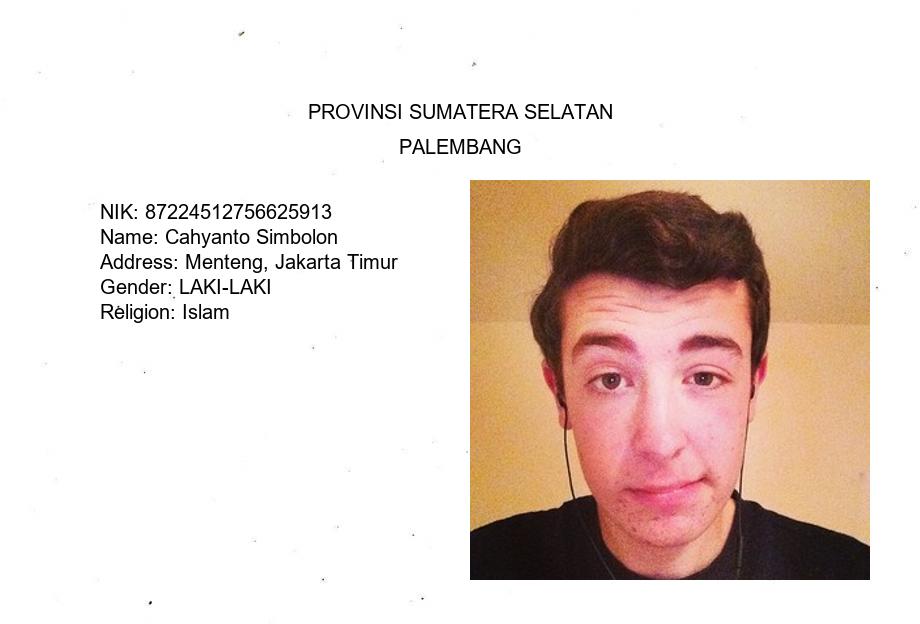 PROVINSI SUMATERA SELATAN
PALEMBANG
NIK: 87224512756625913
Name: Cahyanto Simbolon
Address: Menteng, Jakarta Timur
Gender: LAKI-LAKI
Religion: Islam